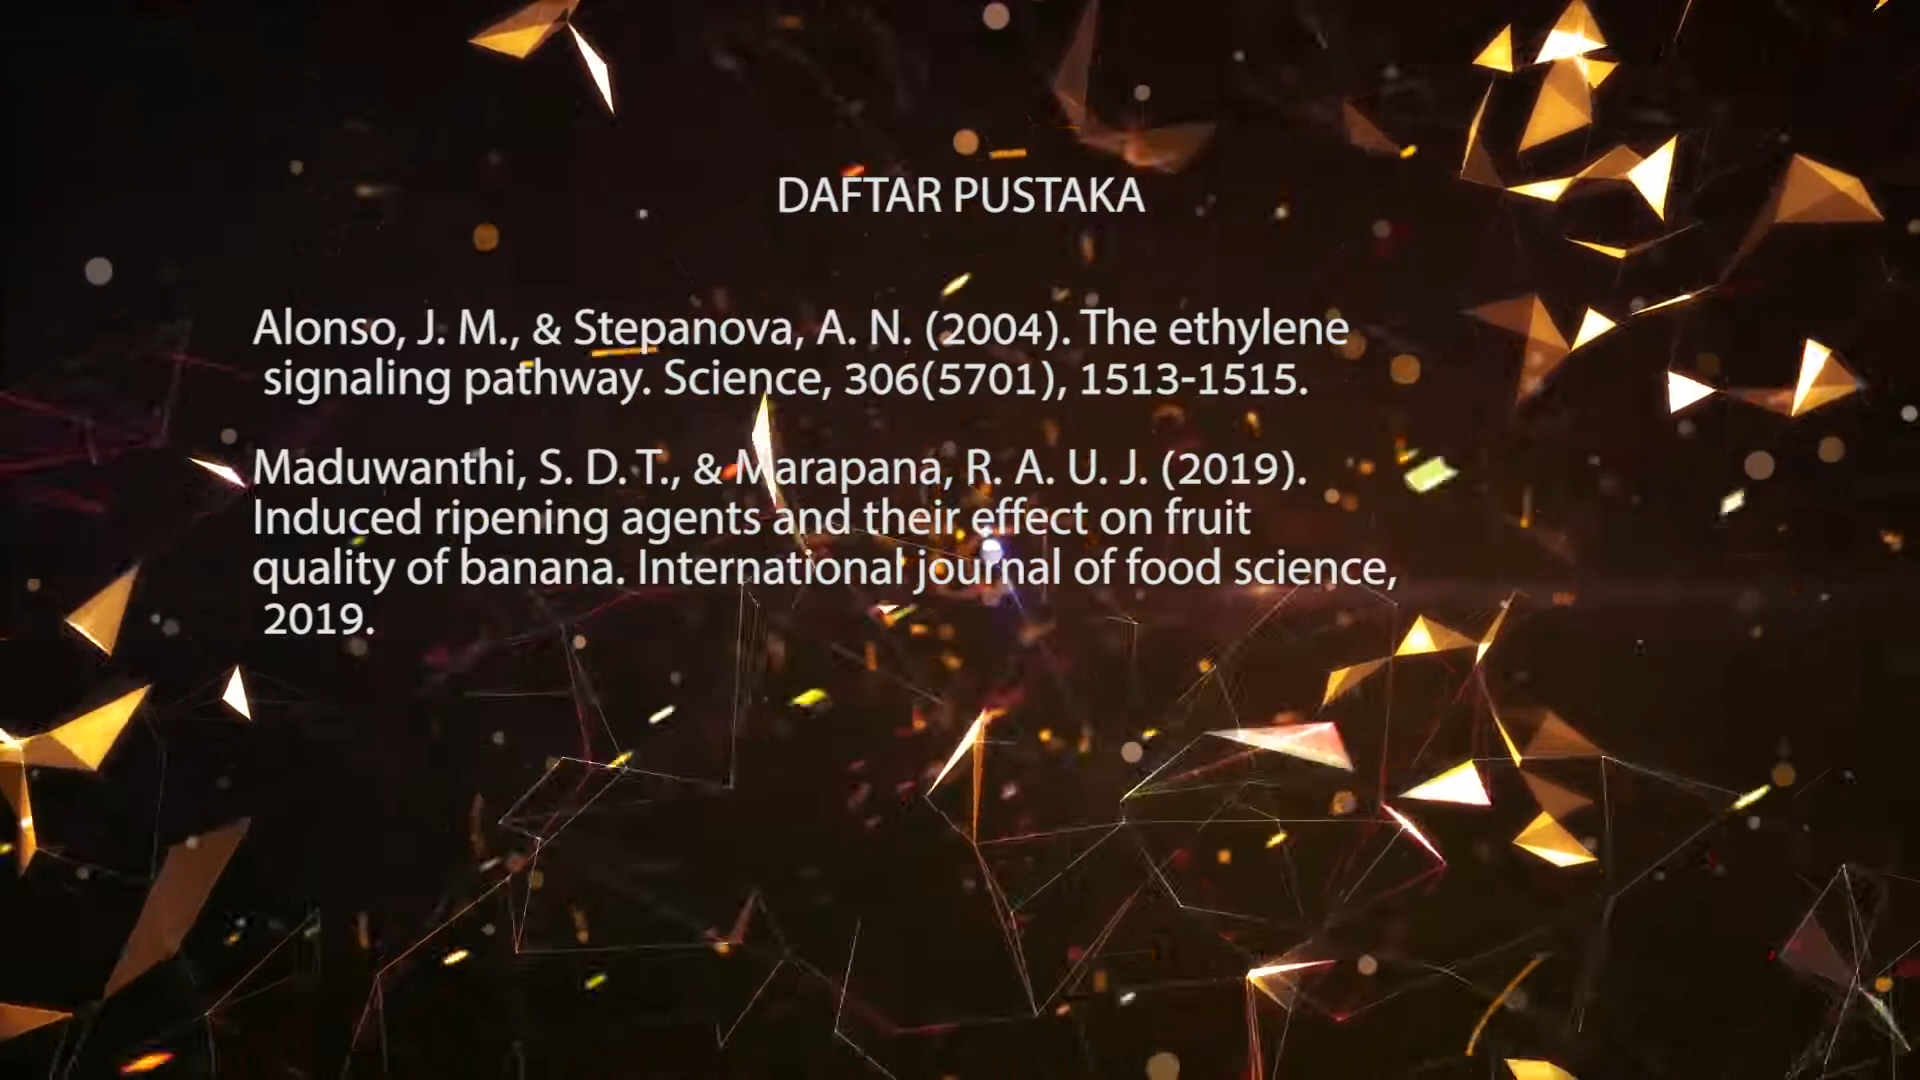 DAFTAR PUSTAKA
Alonso, J. M., & Stepanova, A. N. (2004). The ethylene
signaling pathway. Science, 306(5701), 1513-1515.
Maduwanthi, S. D. T., & Marapana, R. A. U. J. (2019).
Induced ripening agents and their effect on fruit
quality of banana. International journal of food science,
2019.